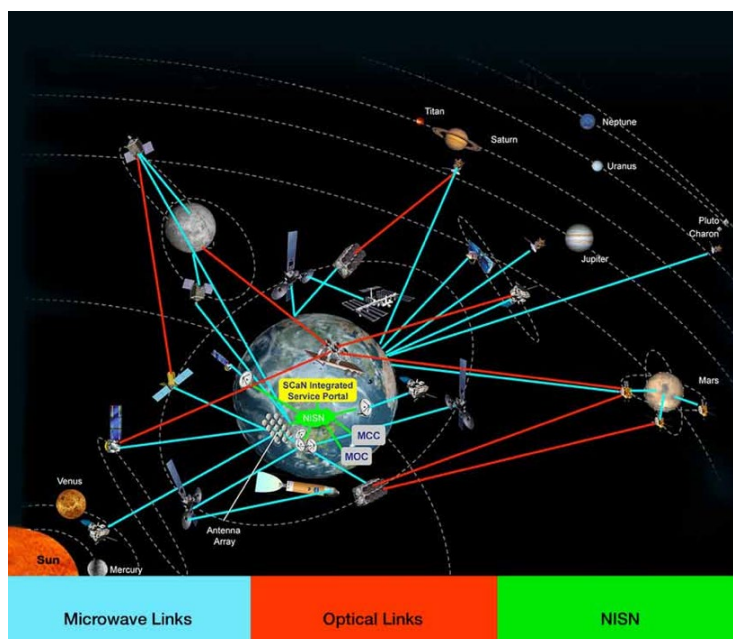 Titan
Saturn
Neptune
Uranus
Pluto
Charon
Jupiter
Mars
SCaN Integrated
Service Portal
NISN
MCC
MOC
Venus
Antenna
Array
Sun
Mercury
Microwave Links
Optical Links
NISN